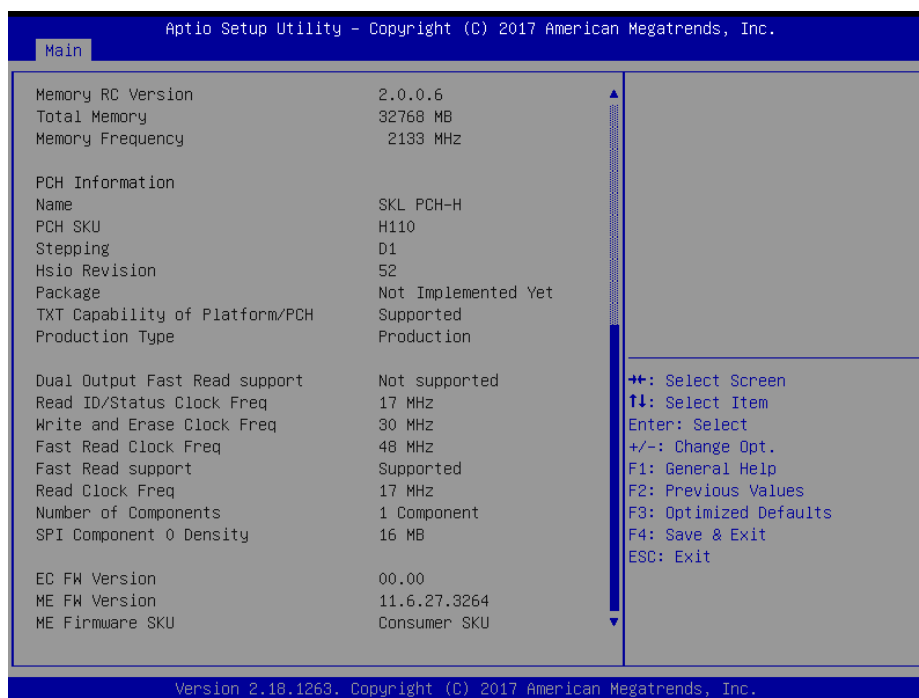 Aptio Setup Utility – Copyright (C) 2017 American Megatrends, Inc.
Main
Memory RC Version 2.0.0.6
Total Memory 32768 MB
Memory Frequency 2133 MHz
PCH Information
Name SKL PCH-H
PCH SKU H110
Stepping D1
Hsio Revision 52
Package Not Implemented Yet
TXT Capability of Platform/PCH Supported
Production Type Production
Dual Output Fast Read support Not supported
Read ID/Status Clock Freq 17 MHz
Write and Erase Clock Freq 30 MHz
Fast Read Clock Freq 48 MHz
Fast Read support Supported
Read Clock Freq 17 MHz
Number of Components 1 Component
SPI Component 0 Density 16 MB
EC FW Version 00.00
ME FW Version 11.6.27.3264
ME Firmware SKU Consumer SKU
→←: Select Screen
↑↓: Select Item
Enter: Select
+/-: Change Opt.
F1: General Help
F2: Previous Values
F3: Optimized Defaults
F4: Save & Exit
ESC: Exit
Version 2.18.1263. Copyright (C) 2017 American Megatrends, Inc.